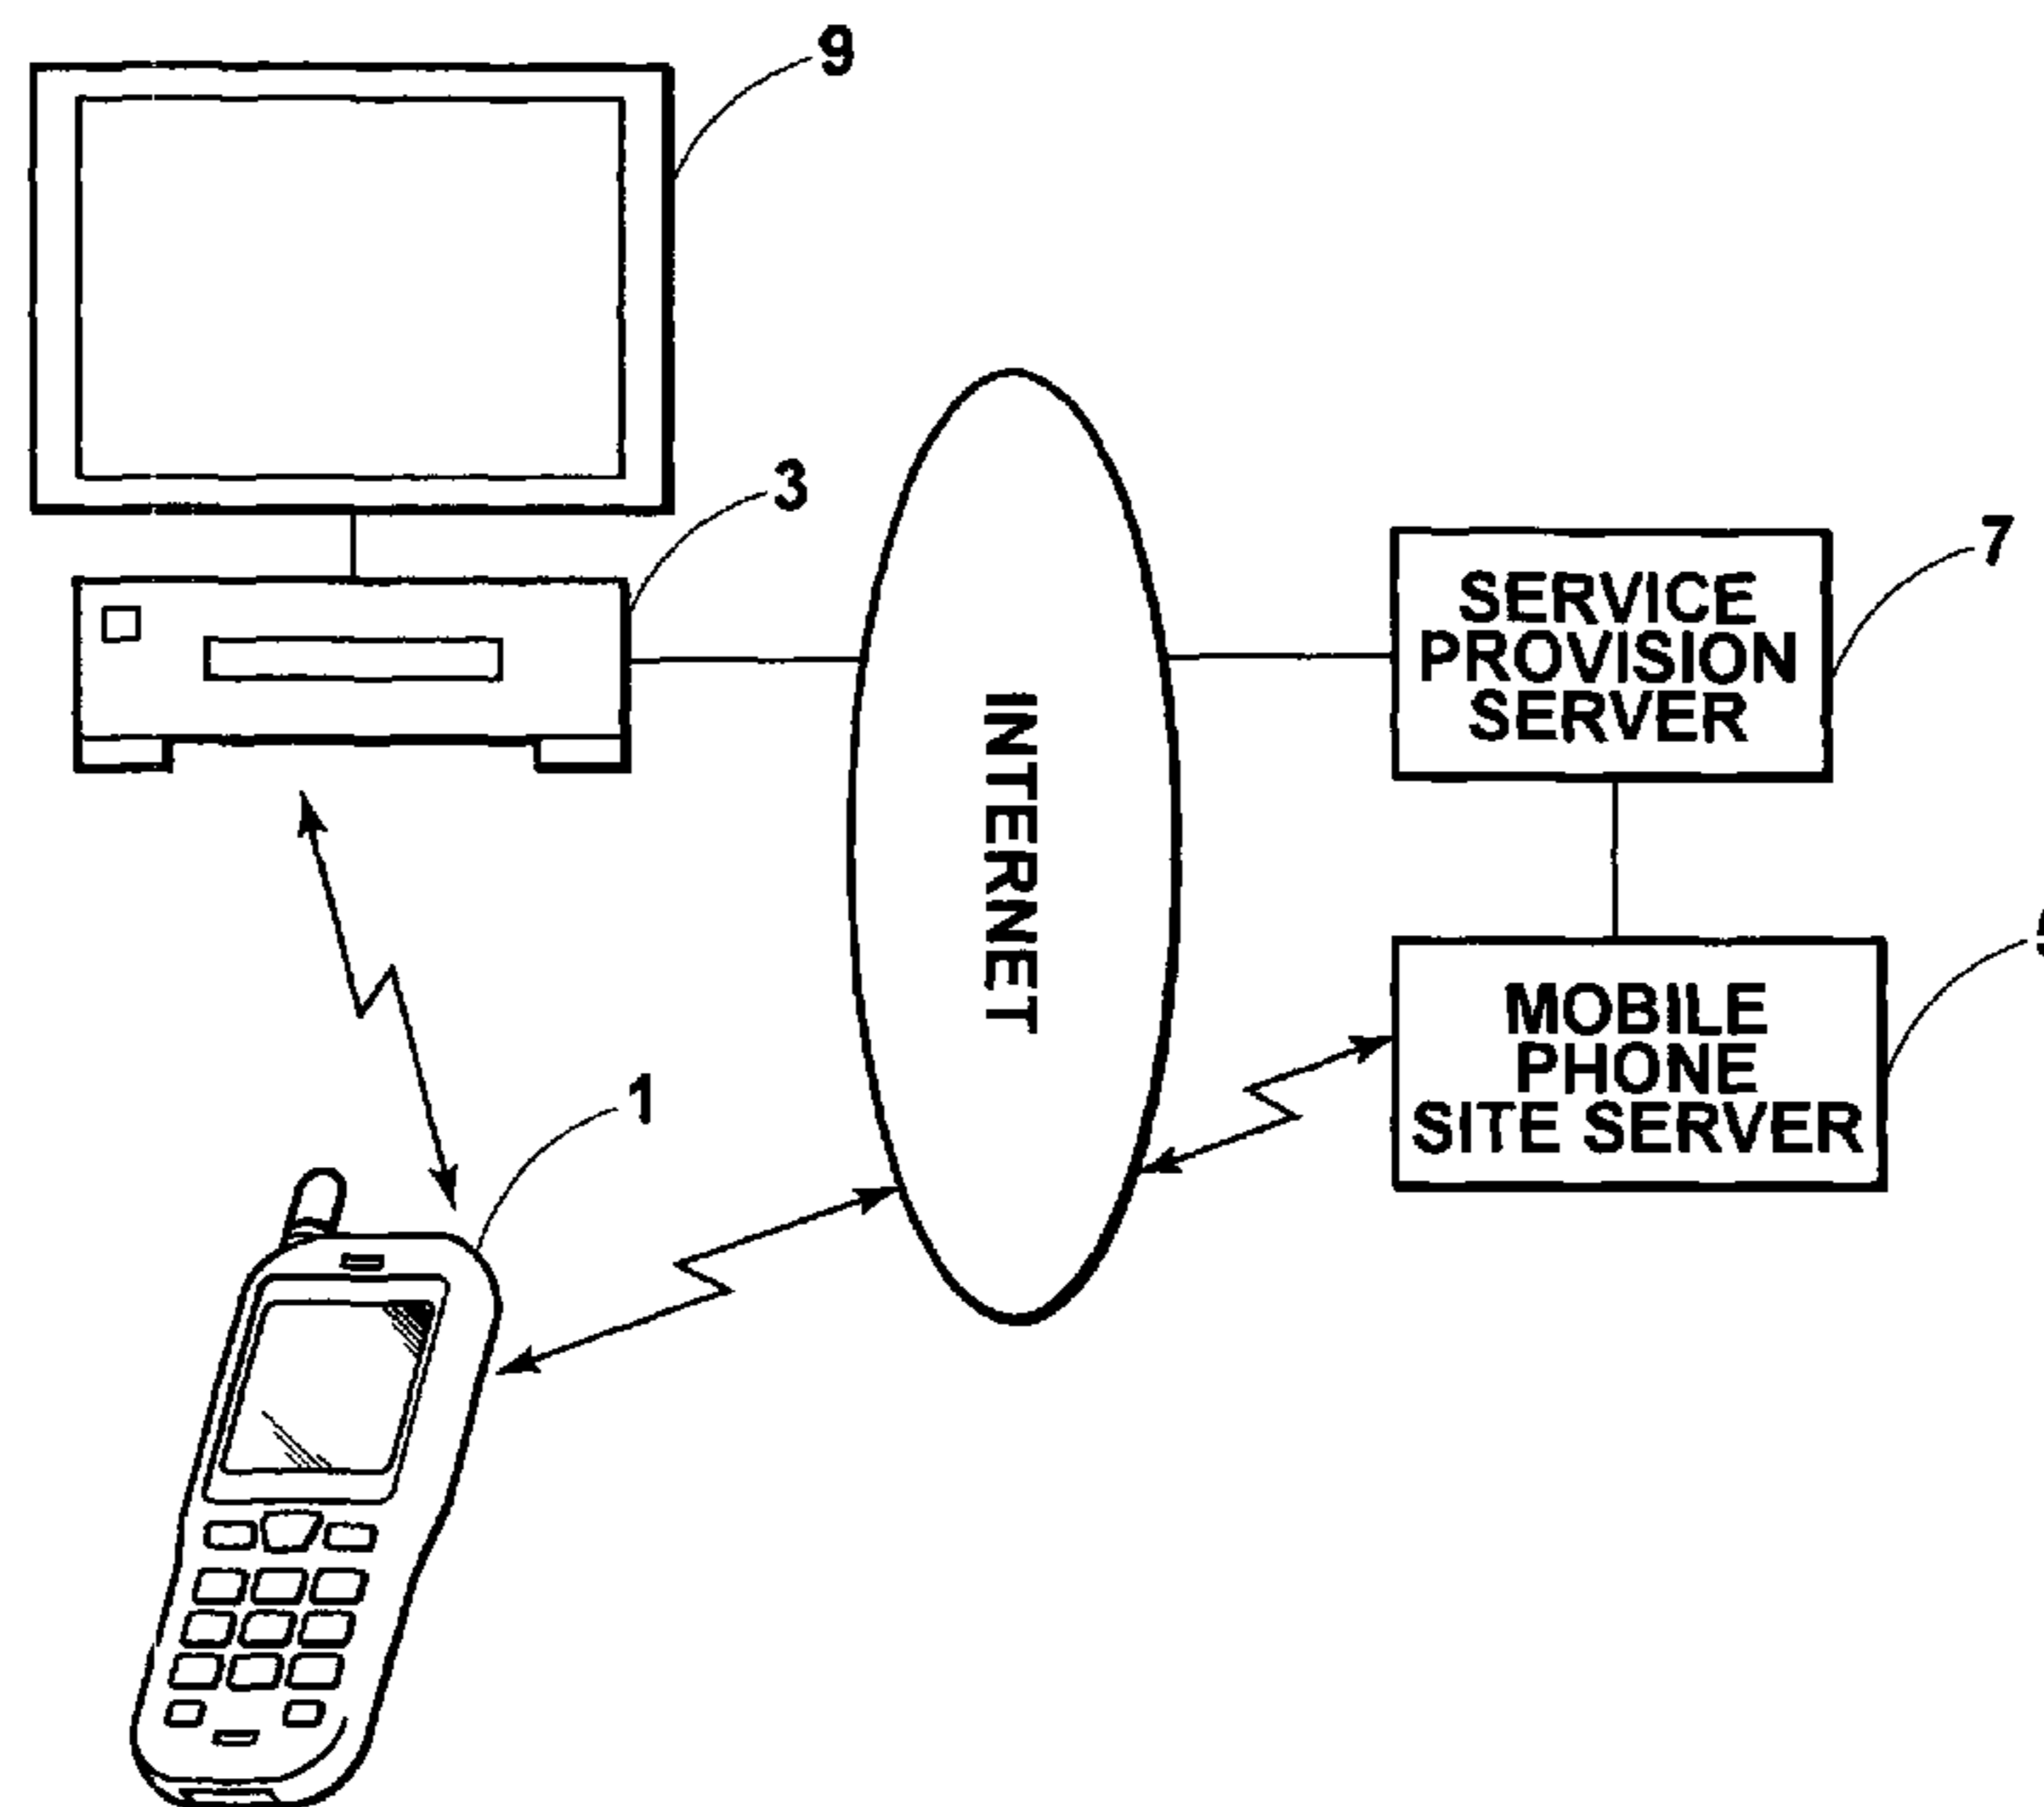 9
3
7
SERVICE
PROVISION
SERVER
INTERNET
MOBILE
PHONE
SITE SERVER
1